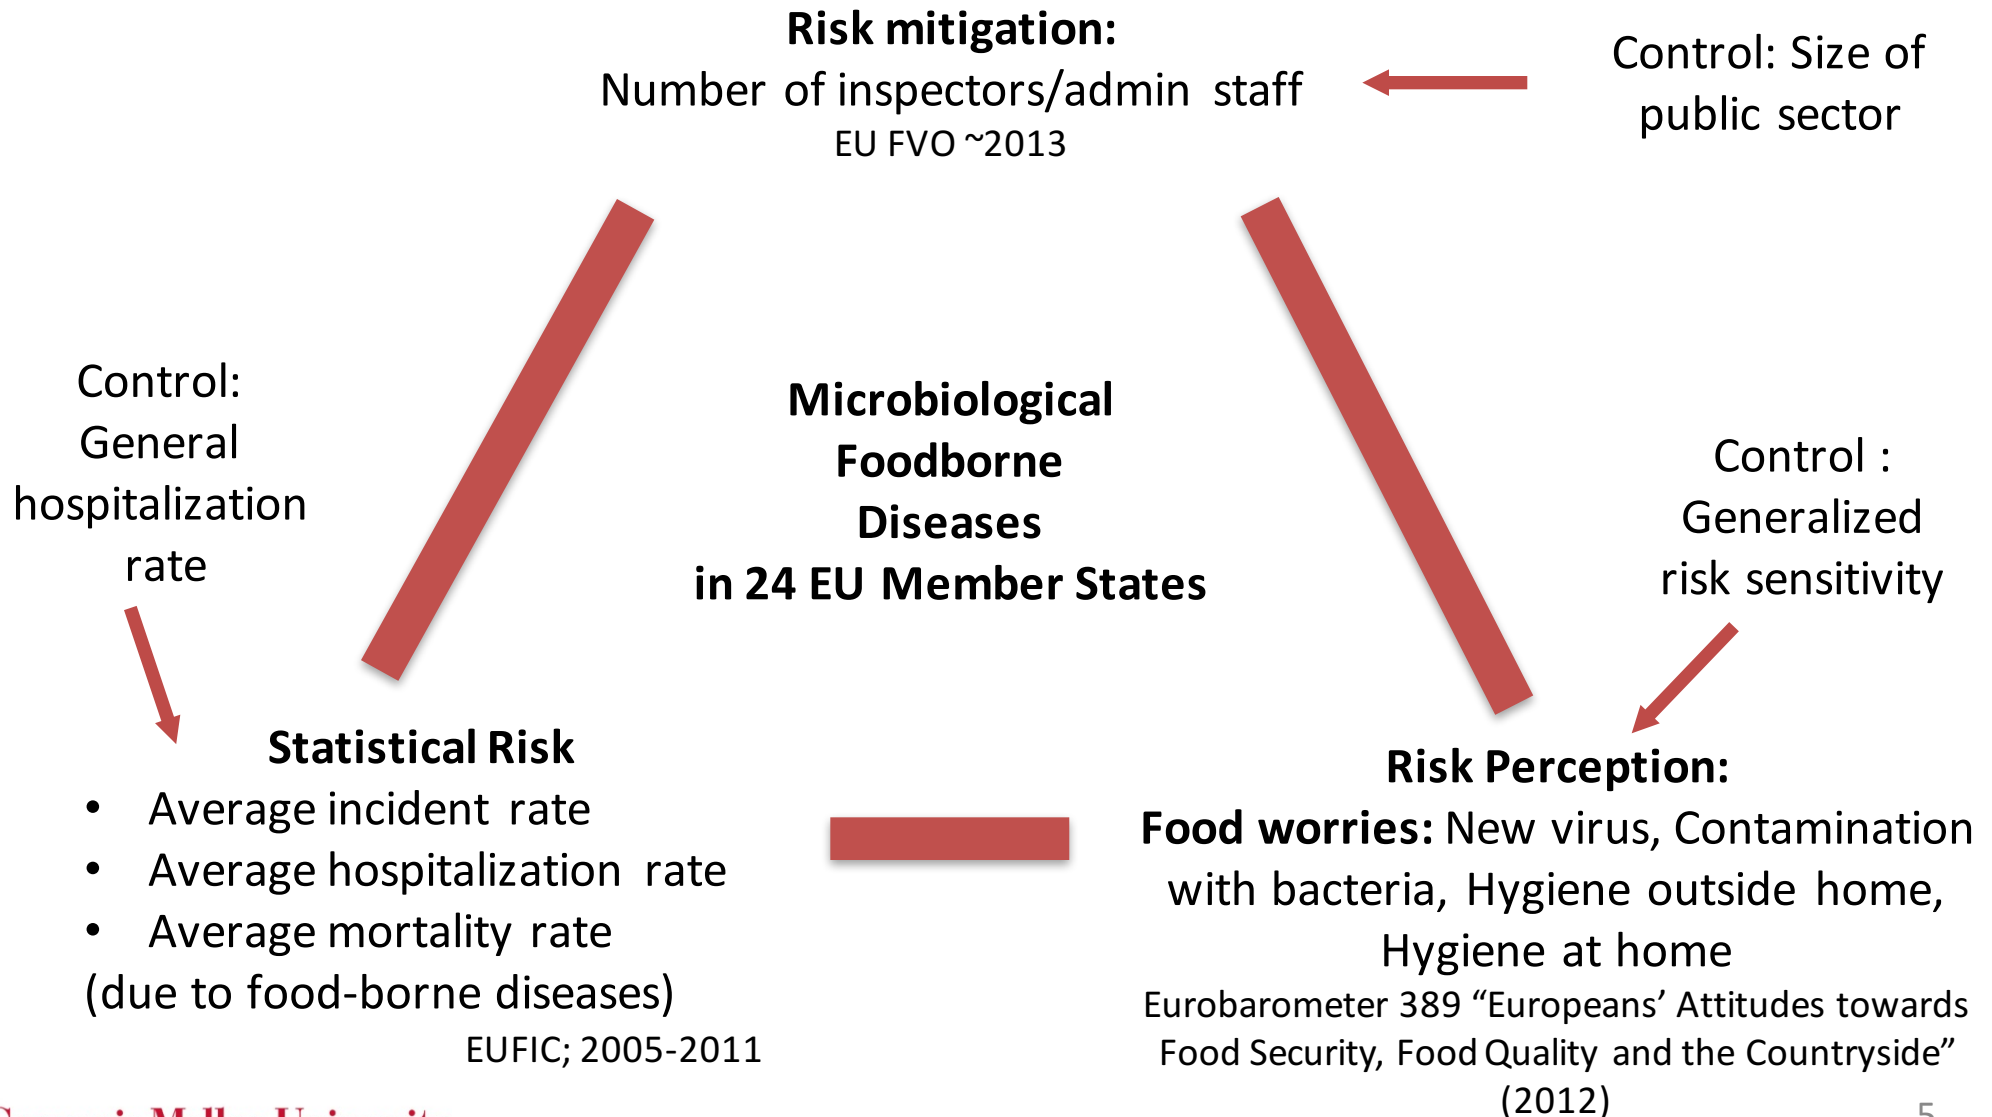 Risk mitigation:
Number of inspectors/admin staff
EU FVO ~2013
Control: Size of
public sector
Control:
General
hospitalization
rate
Microbiological
Foodborne
Diseases
in 24 EU Member States
Control :
Generalized
risk sensitivity
Statistical Risk
• Average incident rate
• Average hospitalization rate
• Average mortality rate
(due to food-borne diseases)
EUFIC; 2005-2011
Risk Perception:
Food worries: New virus, Contamination
with bacteria, Hygiene outside home,
Hygiene at home
Eurobarometer 389 “Europeans’ Attitudes towards
Food Security, Food Quality and the Countryside”
(2012)